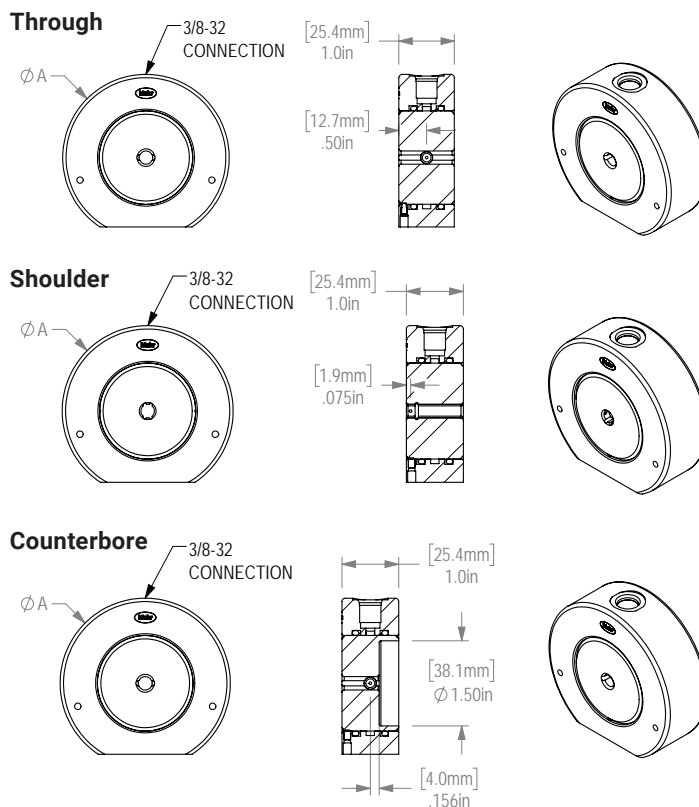 Through
3/8-32
CONNECTION
[25.4mm]
1.0in
∅A
[12.7mm]
.50in
Shoulder
3/8-32
CONNECTION
[25.4mm]
1.0in
∅A
[1.9mm]
.075in
Counterbore
3/8-32
CONNECTION
[25.4mm]
1.0in
∅A
[38.1mm]
∅1.50in
[4.0mm]
.156in